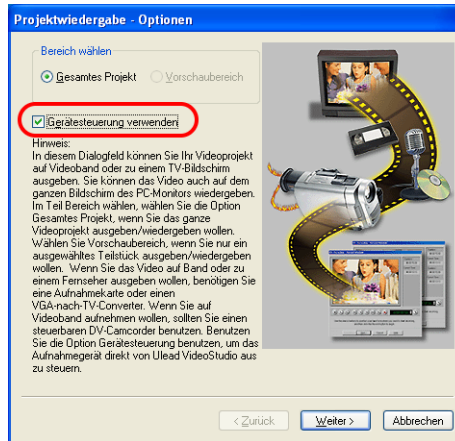 Projektwiedergabe - Optionen
Bereich wählen
Gesamtes Projekt
Vorschaubereich
Gerätesteuerung verwenden
Hinweis:
In diesem Dialogfeld können Sie Ihr Videoprojekt
auf Videoband oder zu einem TV-Bildschirm
ausgeben. Sie können das Video auch auf dem
ganzen Bildschirm des PC-Monitors wiedergeben.
Im Teil Bereich wählen, wählen Sie die Option
Gesamtes Projekt, wenn Sie das ganze
Videoprojekt ausgeben/wiedergeben wollen.
Wählen Sie Vorschaubereich, wenn Sie nur ein
ausgewähltes Teilstück ausgeben/wiedergeben
wollen. Wenn Sie das Video auf Band oder zu
einem Fernseher ausgeben wollen, benötigen Sie
eine Aufnahmekarte oder einen
VGA-nach-TV-Converter. Wenn Sie auf
Videoband aufnehmen wollen, sollten Sie einen
steuerbaren DV-Camcorder benutzen. Benutzen
Sie die Option Gerätesteuerung benutzen, um das
Aufnahmegerät direkt von Ulead VideoStudio aus
zu steuern.
< Zurück
Weiter >
Abbrechen